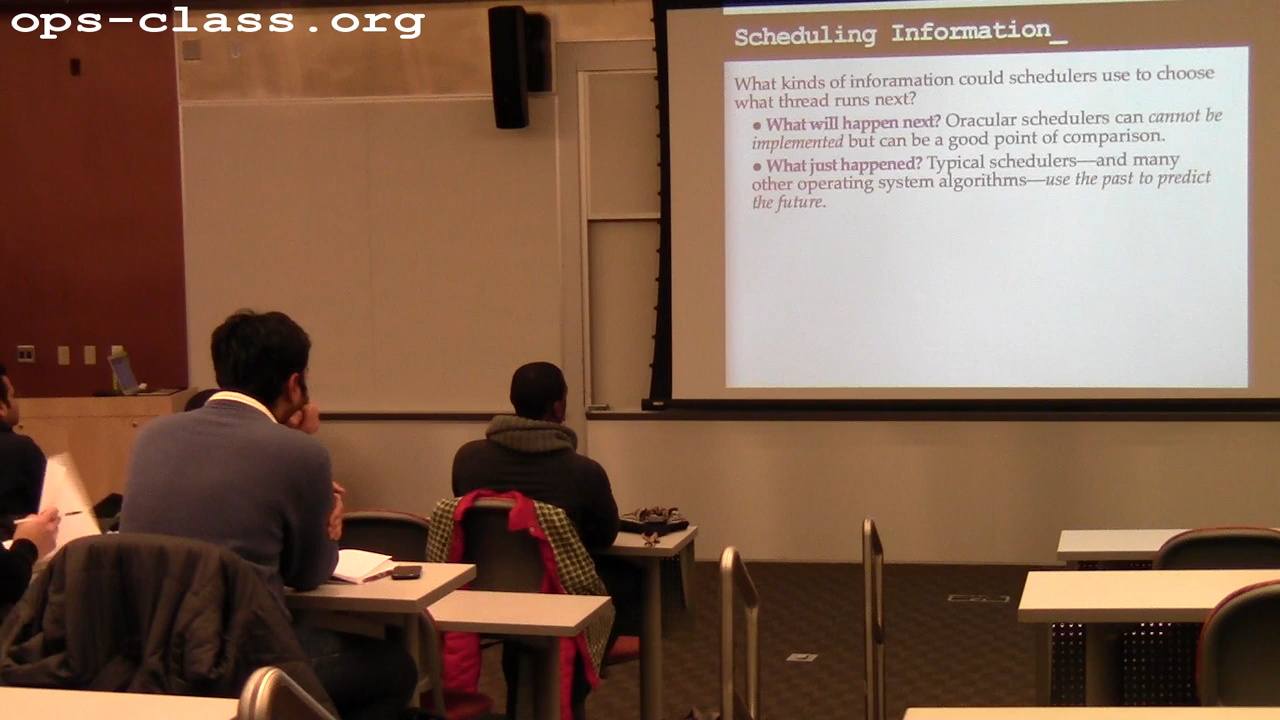 ops-class.org
Scheduling Information_
What kinds of inforamation could schedulers use to choose
what thread runs next?
• What will happen next? Oracular schedulers can cannot be
implemented but can be a good point of comparison.
• What just happened? Typical schedulers—and many
other operating system algorithms—use the past to predict
the future.